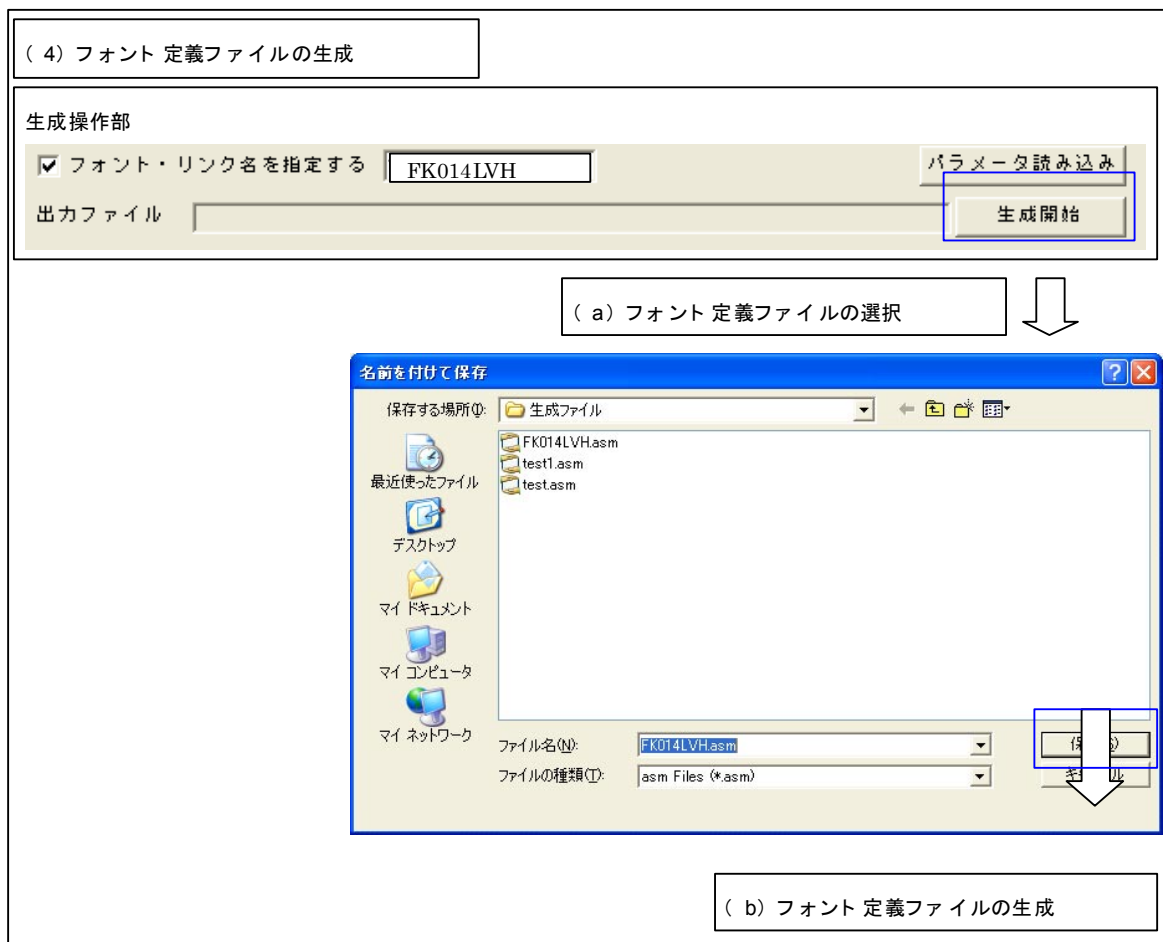 (4) フォント定義ファイルの生成
生成操作部
フォント・リンク名を指定する FK014LVH パラメータ読み込み
出力ファイル 生成開始
(a) フォント定義ファイルの選択
名前を付けて保存
保存する場所(I): 生成ファイル
FK014LVH.asm
test1.asm
test.asm
最近使ったファイル
デスクトップ
マイ ドキュメント
マイ コンピュータ
マイ ネットワーク
ファイル名(N): FK014LVH.asm
ファイルの種類(T): asm Files (*.asm)
(b) フォント定義ファイルの生成